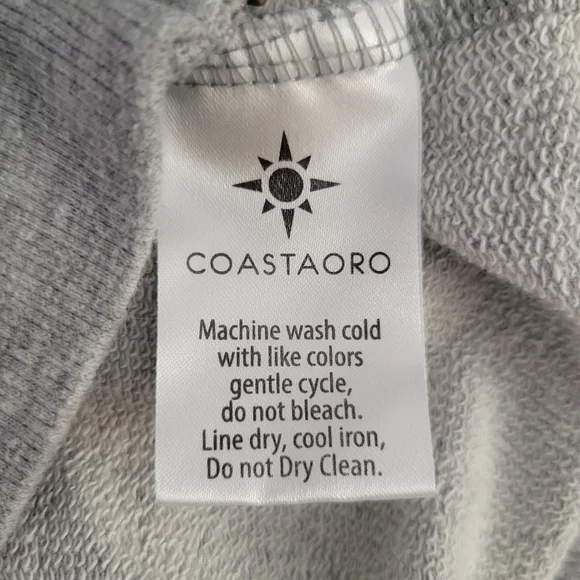 COASTAORO
Machine wash cold
with like colors
gentle cycle,
do not bleach.
Line dry, cool iron,
Do not Dry Clean.